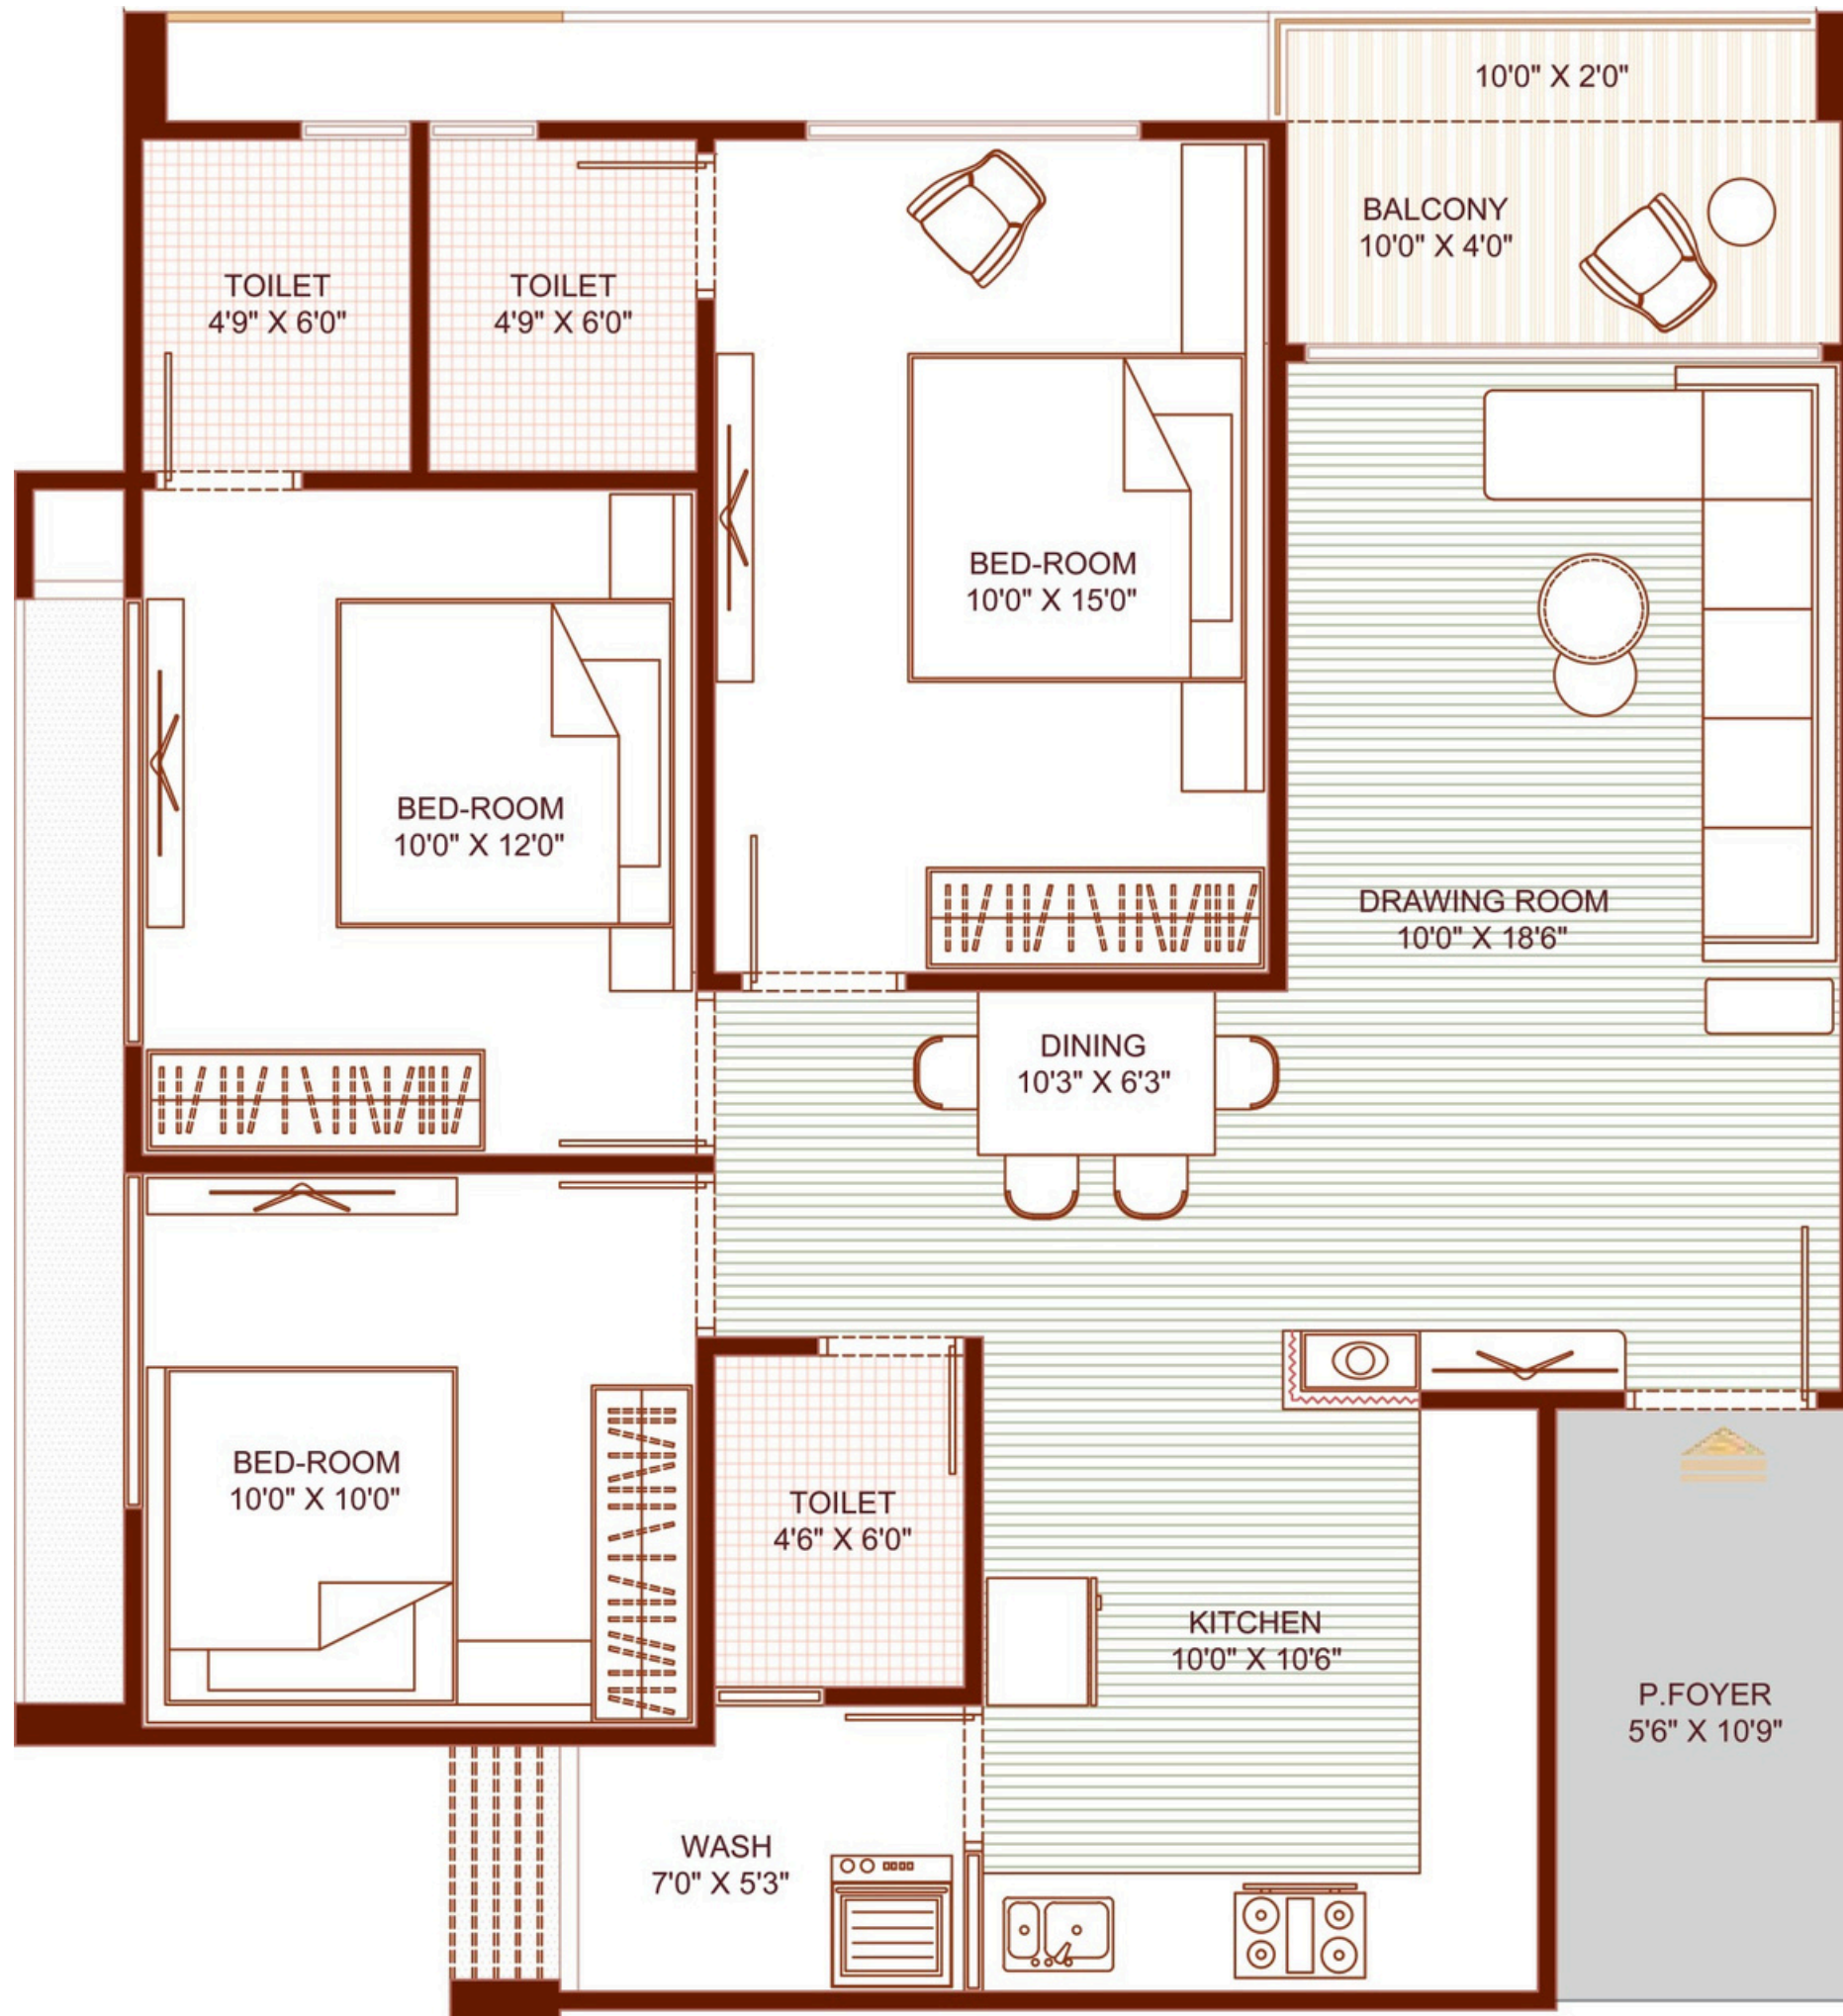 10'0" X 2'0"
BALCONY
10'0" X 4'0"
TOILET
4'9" X 6'0"
TOILET
4'9" X 6'0"
BED-ROOM
10'0" X 15'0"
BED-ROOM
10'0" X 12'0"
DRAWING ROOM
10'0" X 18'6"
DINING
10'3" X 6'3"
BED-ROOM
10'0" X 10'0"
TOILET
4'6" X 6'0"
KITCHEN
10'0" X 10'6"
P.FOYER
5'6" X 10'9"
WASH
7'0" X 5'3"